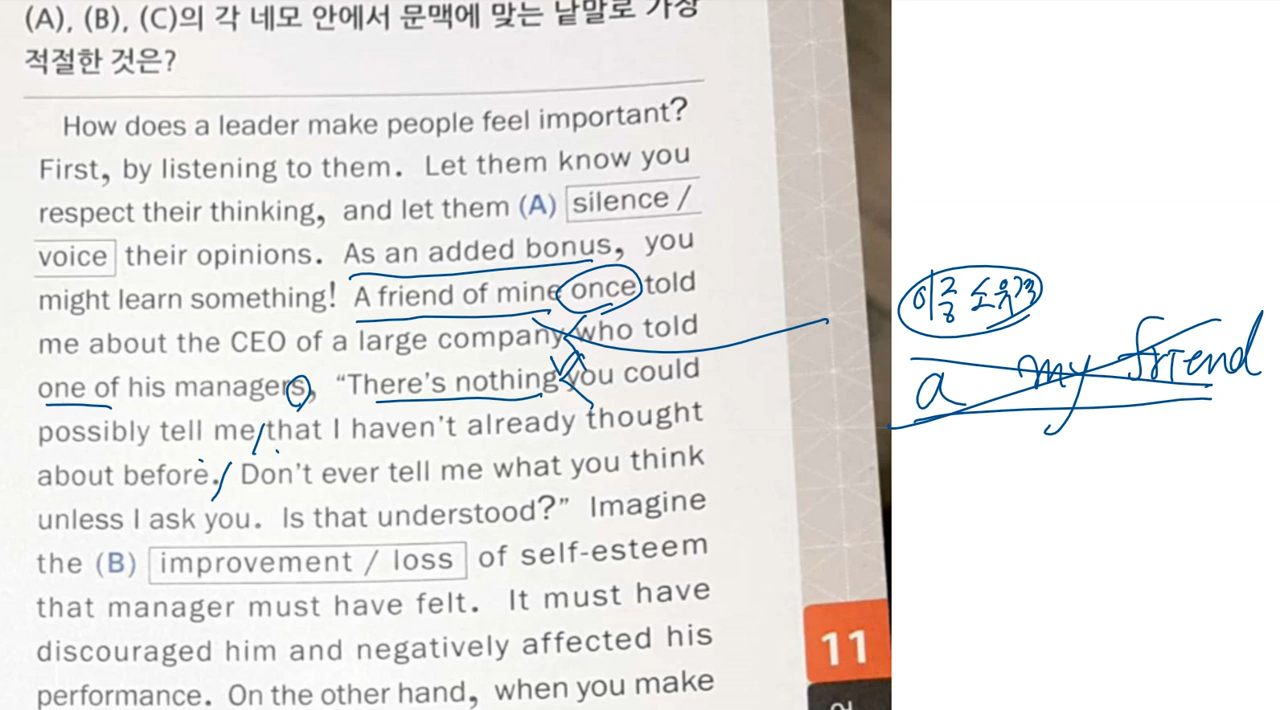 (A), (B), (C)의 각 네모 안에서 문맥에 맞는 낱말로 가장
적절한 것은?
How does a leader make people feel important?
First, by listening to them. Let them know you
respect their thinking, and let them (A) silence /
voice their opinions. As an added bonus, you
might learn something! A friend of mine once told
me about the CEO of a large company who told
one of his managers, “There’s nothing you could
possibly tell me that I haven’t already thought
about before. Don’t ever tell me what you think
unless I ask you. Is that understood?” Imagine
the (B) improvement / loss of self-esteem
that manager must have felt. It must have
discouraged him and negatively affected his
performance. On the other hand, when you make
11
이중 소유격
a my friend